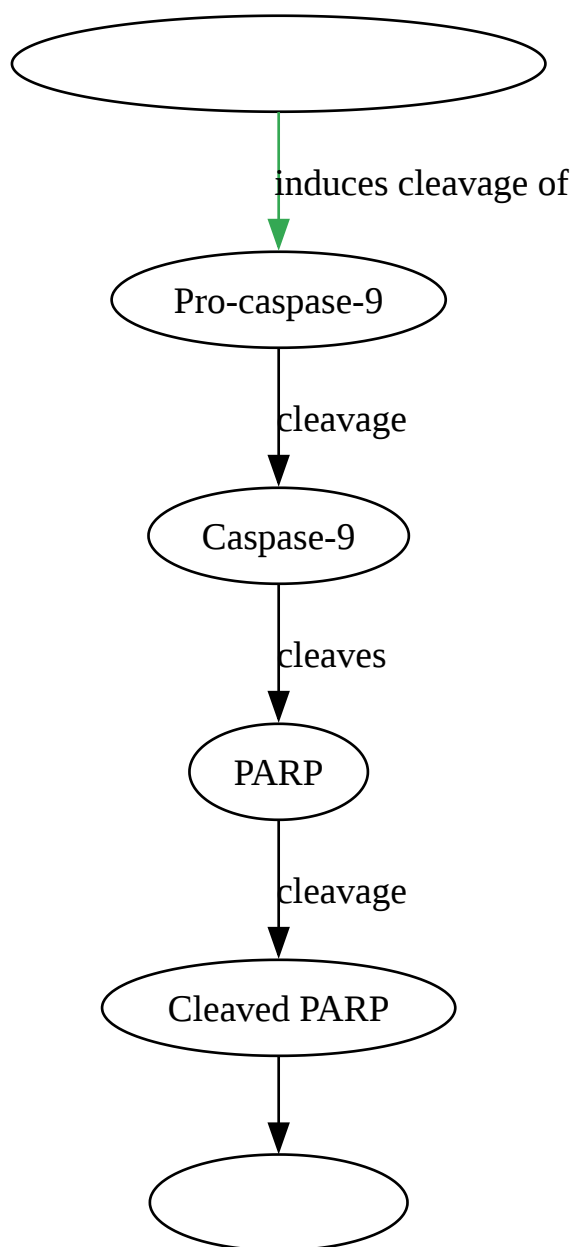 induces cleavage of
Pro-caspase-9
cleavage
Caspase-9
cleaves
PARP
cleavage
Cleaved PARP